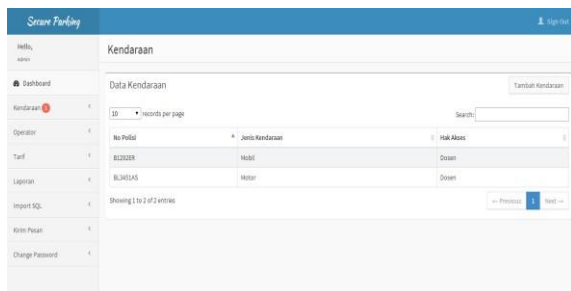 Secure Parking
Sign Out
Hello,
Admin
Kendaraan
Dashboard
Data Kendaraan
Tambah Kendaraan
Kendaraan
10 records per page
Search:
Operator
No Polisi Jenis Kendaraan Hak Akses
Tarif
B1292ER Mobil Dosen
Laporan
BL3451AS Motor Dosen
Import SQL
Showing 1 to 2 of 2 entries
← Previous 1 Next →
Kirim Pesan
Change Password